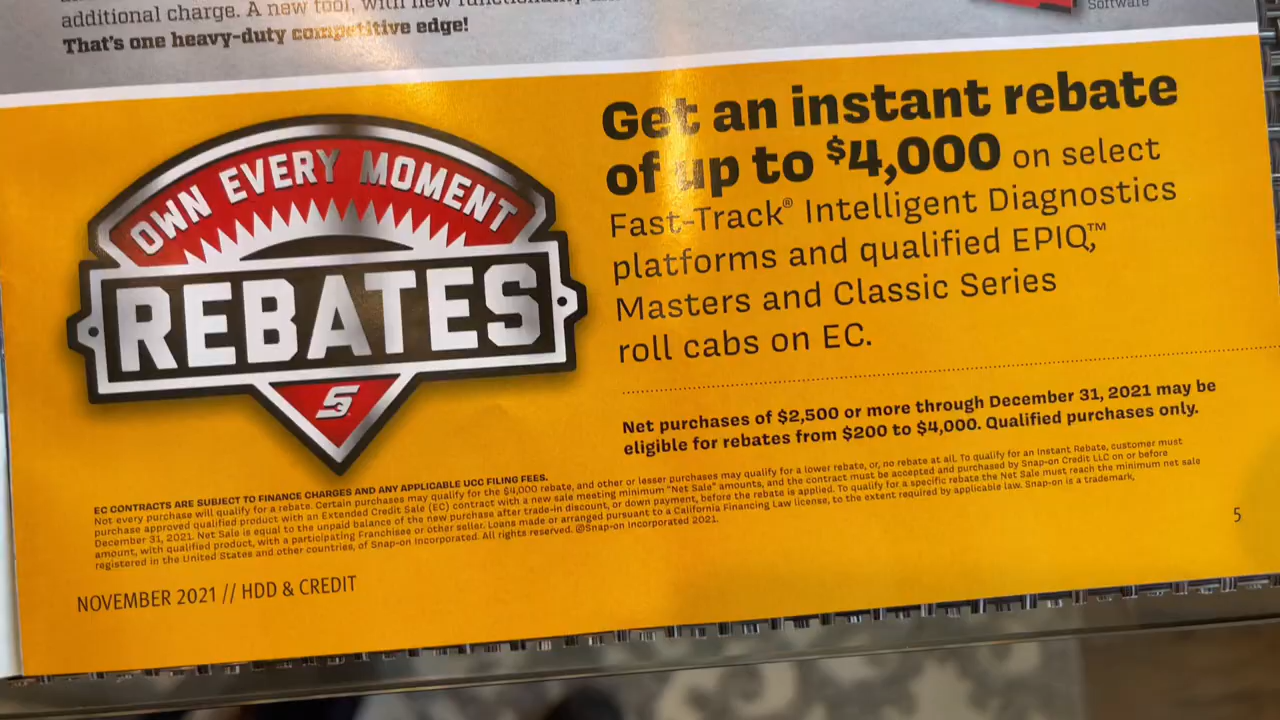 additional charge. A new tool, with new
That's one heavy-duty competitive edge!
Software
OWN EVERY MOMENT
REBATES
S
Get an instant rebate
of up to $4,000 on select
Fast-Track® Intelligent Diagnostics
platforms and qualified EPIQ,™
Masters and Classic Series
roll cabs on EC.
Net purchases of $2,500 or more through December 31, 2021 may be
eligible for rebates from $200 to $4,000. Qualified purchases only.
EC CONTRACTS ARE SUBJECT TO FINANCE CHARGES AND ANY APPLICABLE UCC FILING FEES.
Not every purchase will qualify for a rebate. Certain purchases may qualify for the $4,000 rebate, and other or lesser purchases may qualify for a lower rebate, or, no rebate at all. To qualify for an Instant Rebate, customer must
purchase approved qualified product with an Extended Credit Sale (EC) contract with a new sale meeting minimum "Net Sale" amounts, and the contract must be accepted and purchased by Snap-on Credit LLC on or before
December 31, 2021. Net Sale is equal to the unpaid balance of the new purchase after trade-in discount, or down payment, before the rebate is applied. To qualify for a specific rebate the Net Sale must reach the minimum net sale
amount, with qualified product, with a participating Franchisee or other seller. Loans made or arranged pursuant to a California Financing Law license, to the extent required by applicable law. Snap-on is a trademark,
registered in the United States and other countries, of Snap-on Incorporated. All rights reserved. ©Snap-on Incorporated 2021.
5
NOVEMBER 2021 // HDD & CREDIT